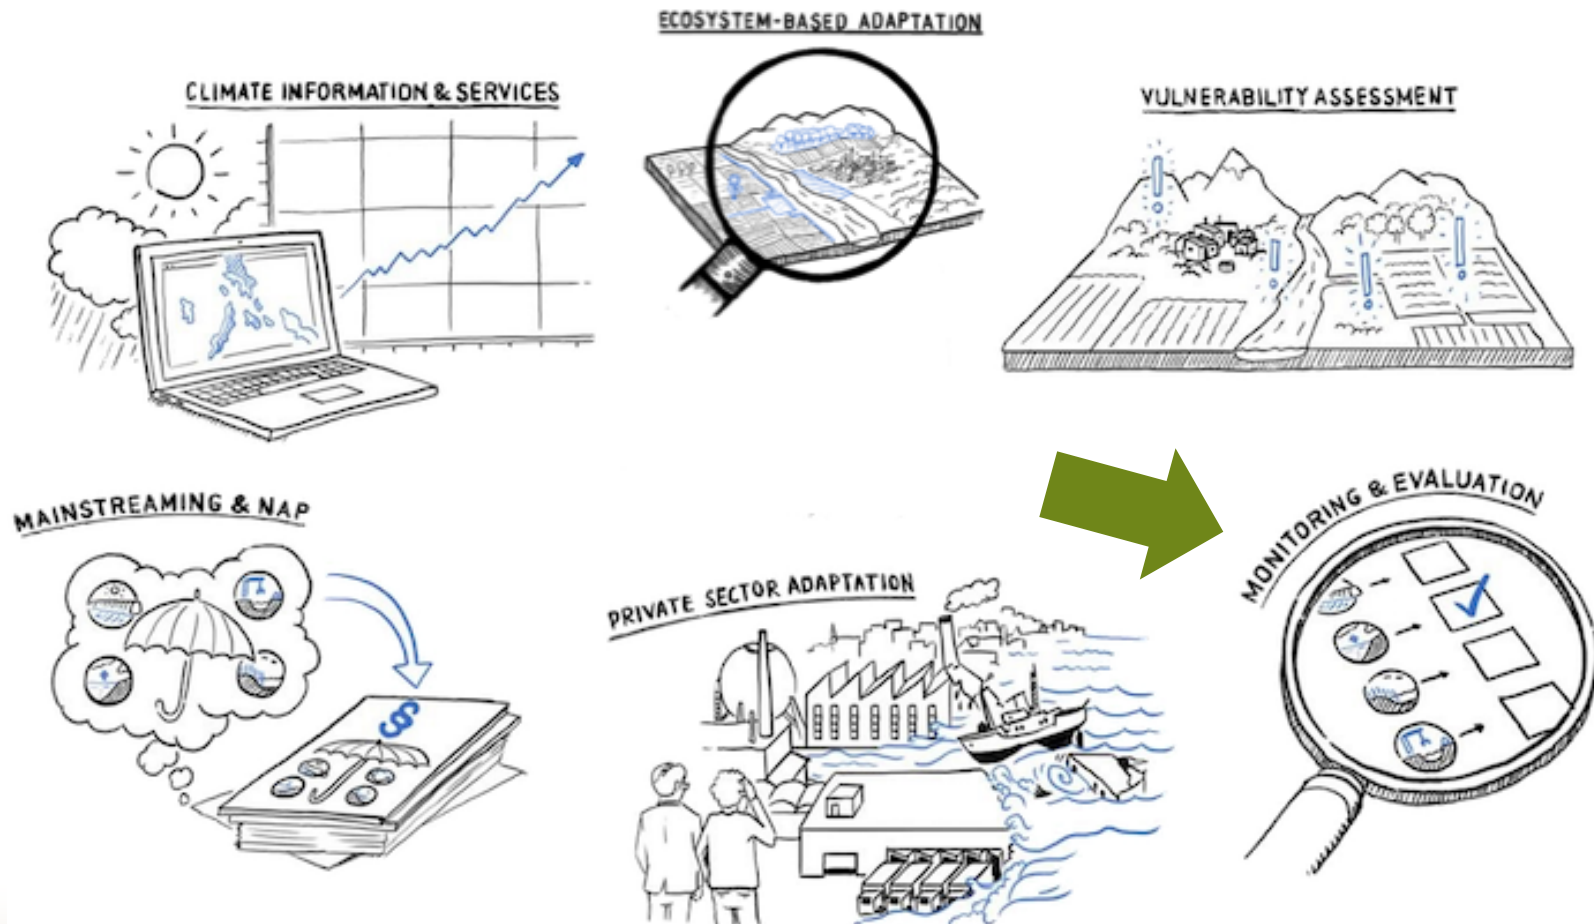 ECOSYSTEM-BASED ADAPTATION
CLIMATE INFORMATION & SERVICES
VULNERABILITY ASSESSMENT
MAINSTREAMING & NAP
§
PRIVATE SECTOR ADAPTATION
MONITORING & EVALUATION